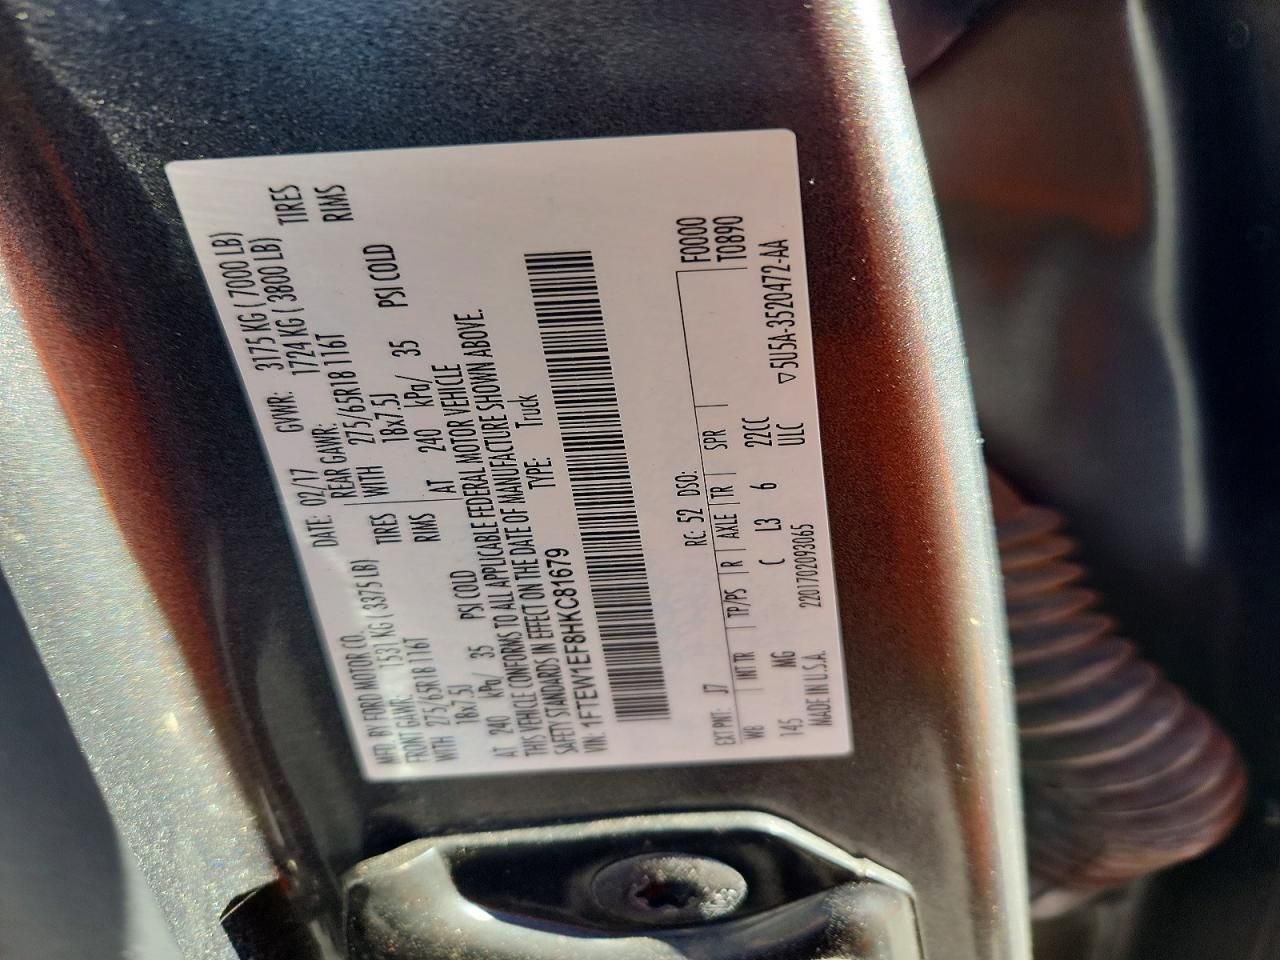 MFD. BY FORD MOTOR CO.
DATE: 02/17 GVWR: 3175 KG ( 7000 LB)
FRONT GAWR: 1531 KG ( 3375 LB) REAR GAWR: 1724 KG ( 3800 LB)
WITH 275/65R18 116T TIRES WITH 275/65R18 116T TIRES
18x7.5J RIMS 18x7.5J RIMS
AT 240 kPa/ 35 PSI COLD AT 240 kPa/ 35 PSI COLD
THIS VEHICLE CONFORMS TO ALL APPLICABLE FEDERAL MOTOR VEHICLE
SAFETY STANDARDS IN EFFECT ON THE DATE OF MANUFACTURE SHOWN ABOVE.
VIN: 1FTEW1EF8HKC81679 TYPE: Truck
EXT PNT: J7 RC: 52 DSO: F0000
WB INT TR TP/PS R AXLE TR SPR T0890
145 MG C L3 6 22CC
MADE IN U.S.A. 2201702093065 ULC ▽5U5A-3520472-AA